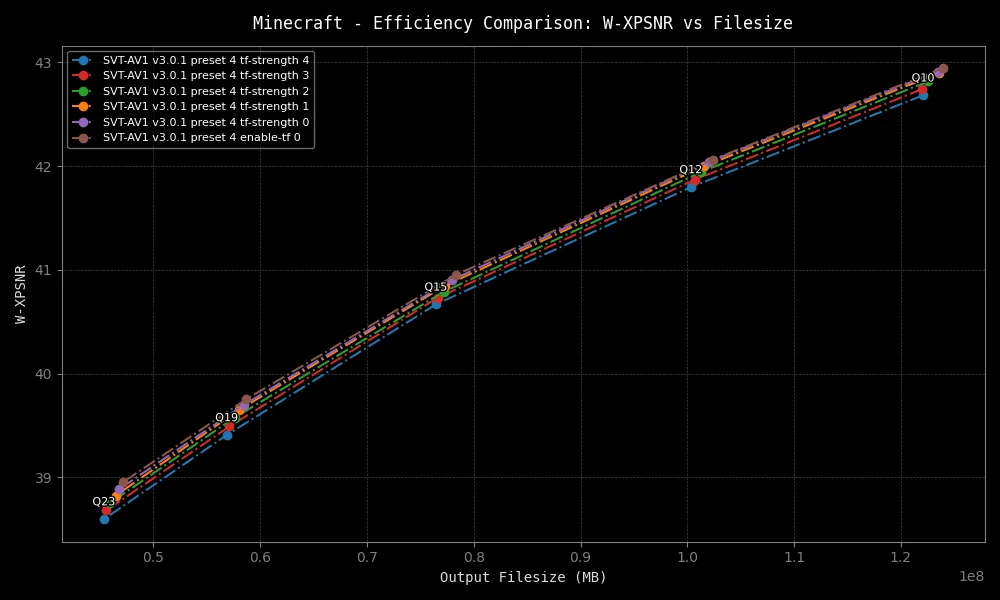 Minecraft - Efficiency Comparison: W-XPSNR vs Filesize
SVT-AV1 v3.0.1 preset 4 tf-strength 4
SVT-AV1 v3.0.1 preset 4 tf-strength 3
SVT-AV1 v3.0.1 preset 4 tf-strength 2
SVT-AV1 v3.0.1 preset 4 tf-strength 1
SVT-AV1 v3.0.1 preset 4 tf-strength 0
SVT-AV1 v3.0.1 preset 4 enable-tf 0
43
42
41
40
39
W-XPSNR
Q10
Q12
Q15
Q19
Q23
0.5
0.6
0.7
0.8
0.9
1.0
1.1
1.2
1e8
Output Filesize (MB)